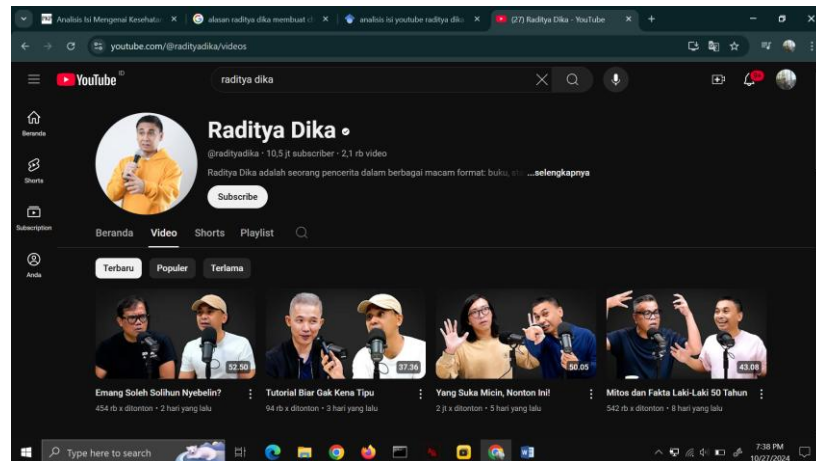 Analisis Isi Mengenai Kesehatan
alasan raditya dika membuat
analisis isi youtube raditya dika
(27) Raditya Dika - YouTube
youtube.com/@radityadika/videos
YouTube ID
raditya dika
Beranda
Shorts
Subscription
Anda
Raditya Dika
@radityadika · 10,5 jt subscriber · 2,1 rb video
Raditya Dika adalah seorang pencerita dalam berbagai macam format: buku, ...selengkapnya
Subscribe
Beranda Video Shorts Playlist
Terbaru Populer Terlama
52.50 37.36 50.05 43.08
Emang Soleh Solihun Nyebelin? Tutorial Biar Gak Kena Tipu Yang Suka Micin, Nonton Ini! Mitos dan Fakta Laki-Laki 50 Tahun
454 rb x ditonton · 2 hari yang lalu 94 rb x ditonton · 3 hari yang lalu 2 jt x ditonton · 5 hari yang lalu 542 rb x ditonton · 8 hari yang lalu
Type here to search
7:38 PM
10/27/2024